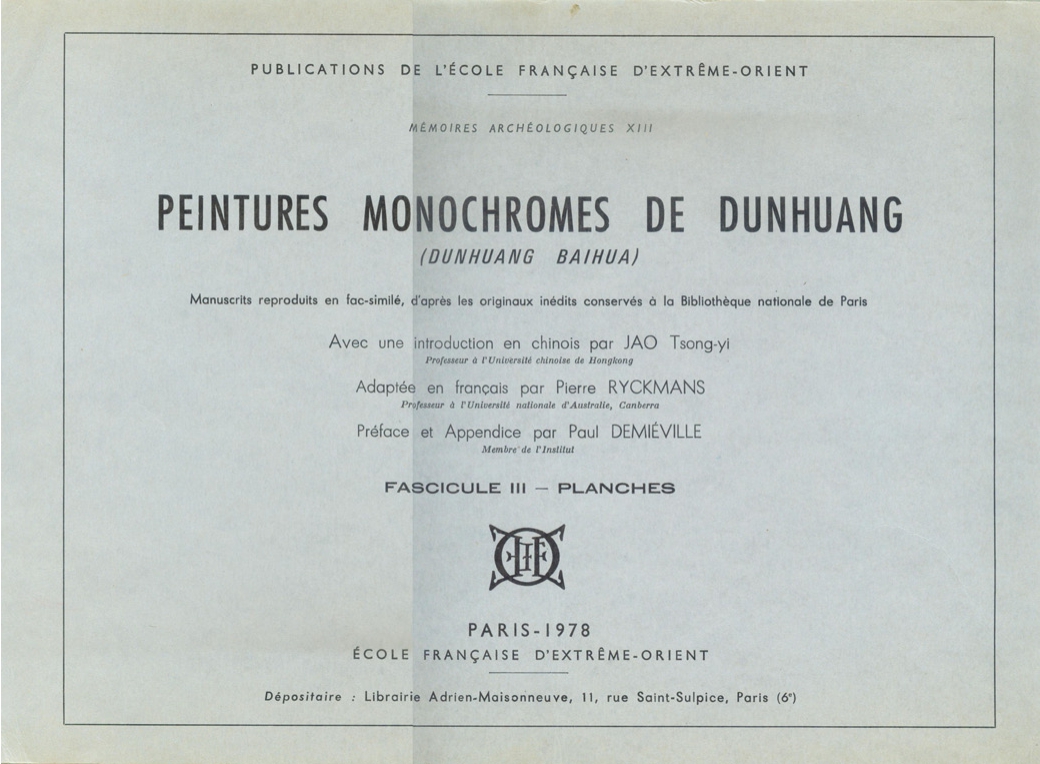 PUBLICATIONS DE L'ÉCOLE FRANÇAISE D'EXTRÊME-ORIENT
MÉMOIRES ARCHÉOLOGIQUES XIII
PEINTURES MONOCHROMES DE DUNHUANG
(DUNHUANG BAIHUA)
Manuscrits reproduits en fac-similé, d'après les originaux inédits conservés à la Bibliothèque nationale de Paris
Avec une introduction en chinois par JAO Tsong-yi
Professeur à l'Université chinoise de Hongkong
Adaptée en français par Pierre RYCKMANS
Professeur à l'Université nationale d'Australie, Canberra
Préface et Appendice par Paul DEMIÉVILLE
Membre de l'Institut
FASCICULE III — PLANCHES
PARIS-1978
ÉCOLE FRANÇAISE D'EXTRÊME-ORIENT
Dépositaire : Librairie Adrien-Maisonneuve, 11, rue Saint-Sulpice, Paris (6ᵉ)